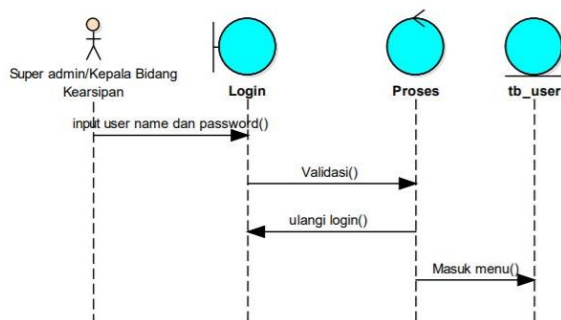 Super admin/Kepala Bidang
Kearsipan
Login
Proses
tb_user
input user name dan password()
Validasi()
ulangi login()
Masuk menu()